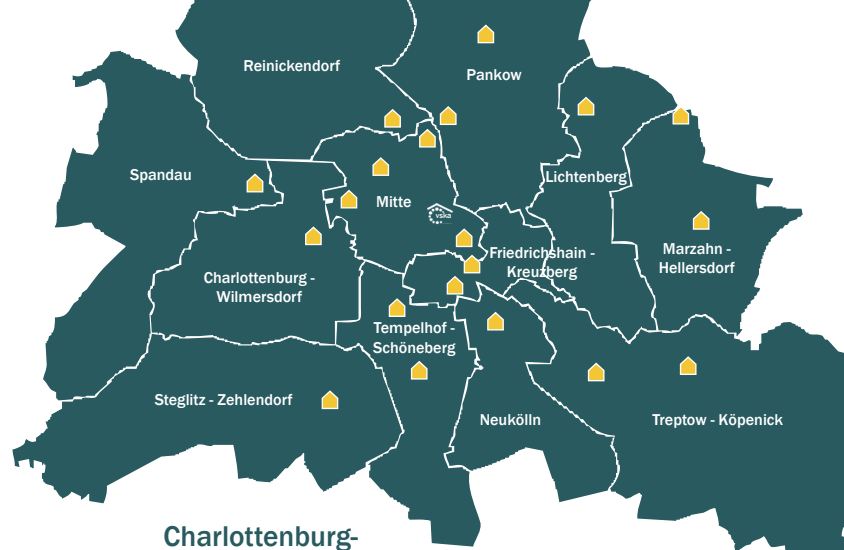 Reinickendorf
Pankow
Spandau
Lichtenberg
Mitte
vska
Friedrichshain -
Kreuzberg
Marzahn -
Hellersdorf
Charlottenburg -
Wilmersdorf
Tempelhof -
Schöneberg
Steglitz - Zehlendorf
Neukölln
Treptow - Köpenick
Charlottenburg-